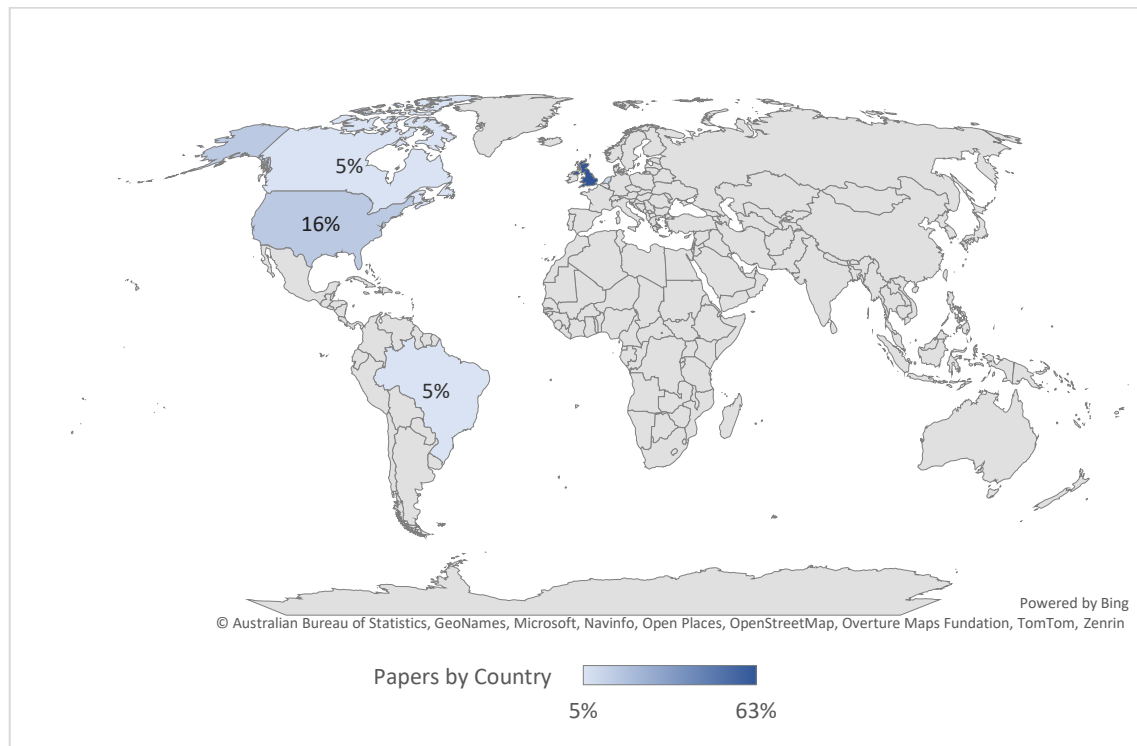 5%
16%
5%
Powered by Bing
© Australian Bureau of Statistics, GeoNames, Microsoft, Navinfo, Open Places, OpenStreetMap, Overture Maps Fundation, TomTom, Zenrin
Papers by Country
5%
63%